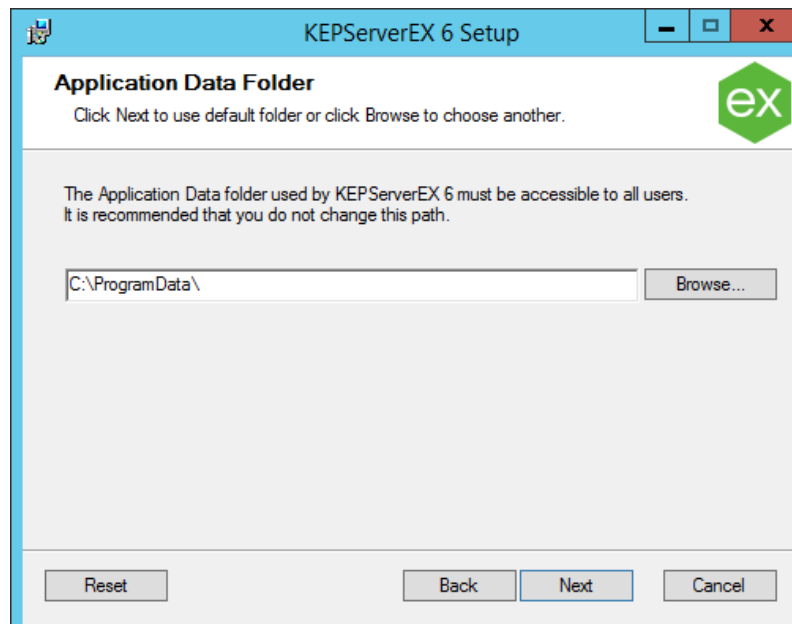 KEPServerEX 6 Setup
Application Data Folder
Click Next to use default folder or click Browse to choose another.
ex
The Application Data folder used by KEPServerEX 6 must be accessible to all users.
It is recommended that you do not change this path.
C:\ProgramData\
Browse...
Reset
Back
Next
Cancel